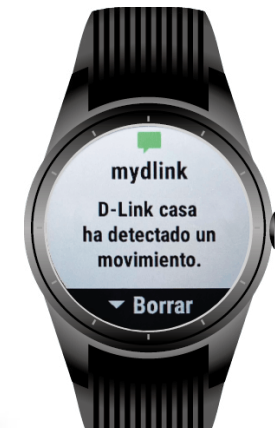 mydlink
D-Link casa
ha detectado un
movimiento.
Borrar